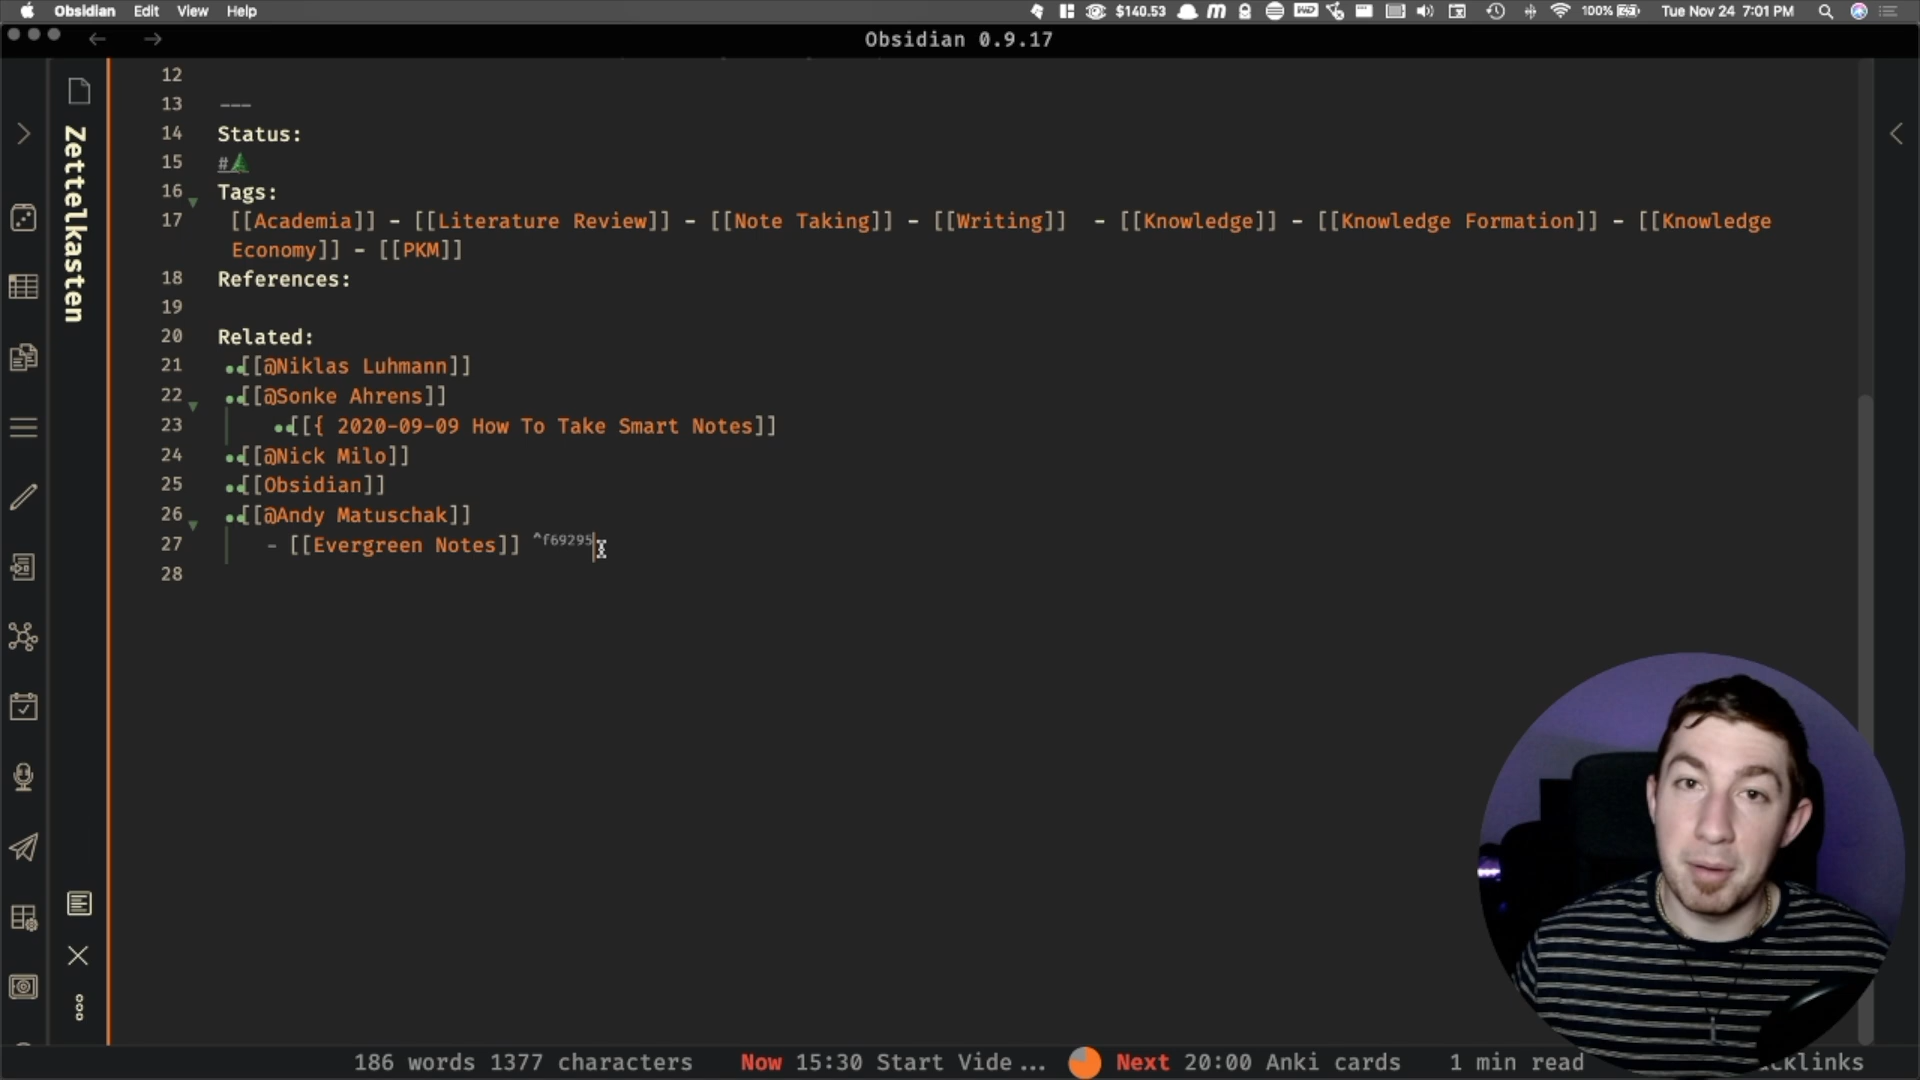 Obsidian Edit View Help $140.53 100% Tue Nov 24 7:01 PM
Obsidian 0.9.17
Zettelkasten
12
13 ---
14 Status:
15 #🌲
16 Tags:
17 [[Academia]] - [[Literature Review]] - [[Note Taking]] - [[Writing]] - [[Knowledge]] - [[Knowledge Formation]] - [[Knowledge
Economy]] - [[PKM]]
18 References:
19
20 Related:
21 [[@Niklas Luhmann]]
22 [[@Sonke Ahrens]]
23 [[{ 2020-09-09 How To Take Smart Notes]]
24 [[@Nick Milo]]
25 [[Obsidian]]
26 [[@Andy Matuschak]]
27 - [[Evergreen Notes]] ^f69295
28
186 words 1377 characters Now 15:30 Start Vide ... Next 20:00 Anki cards 1 min read